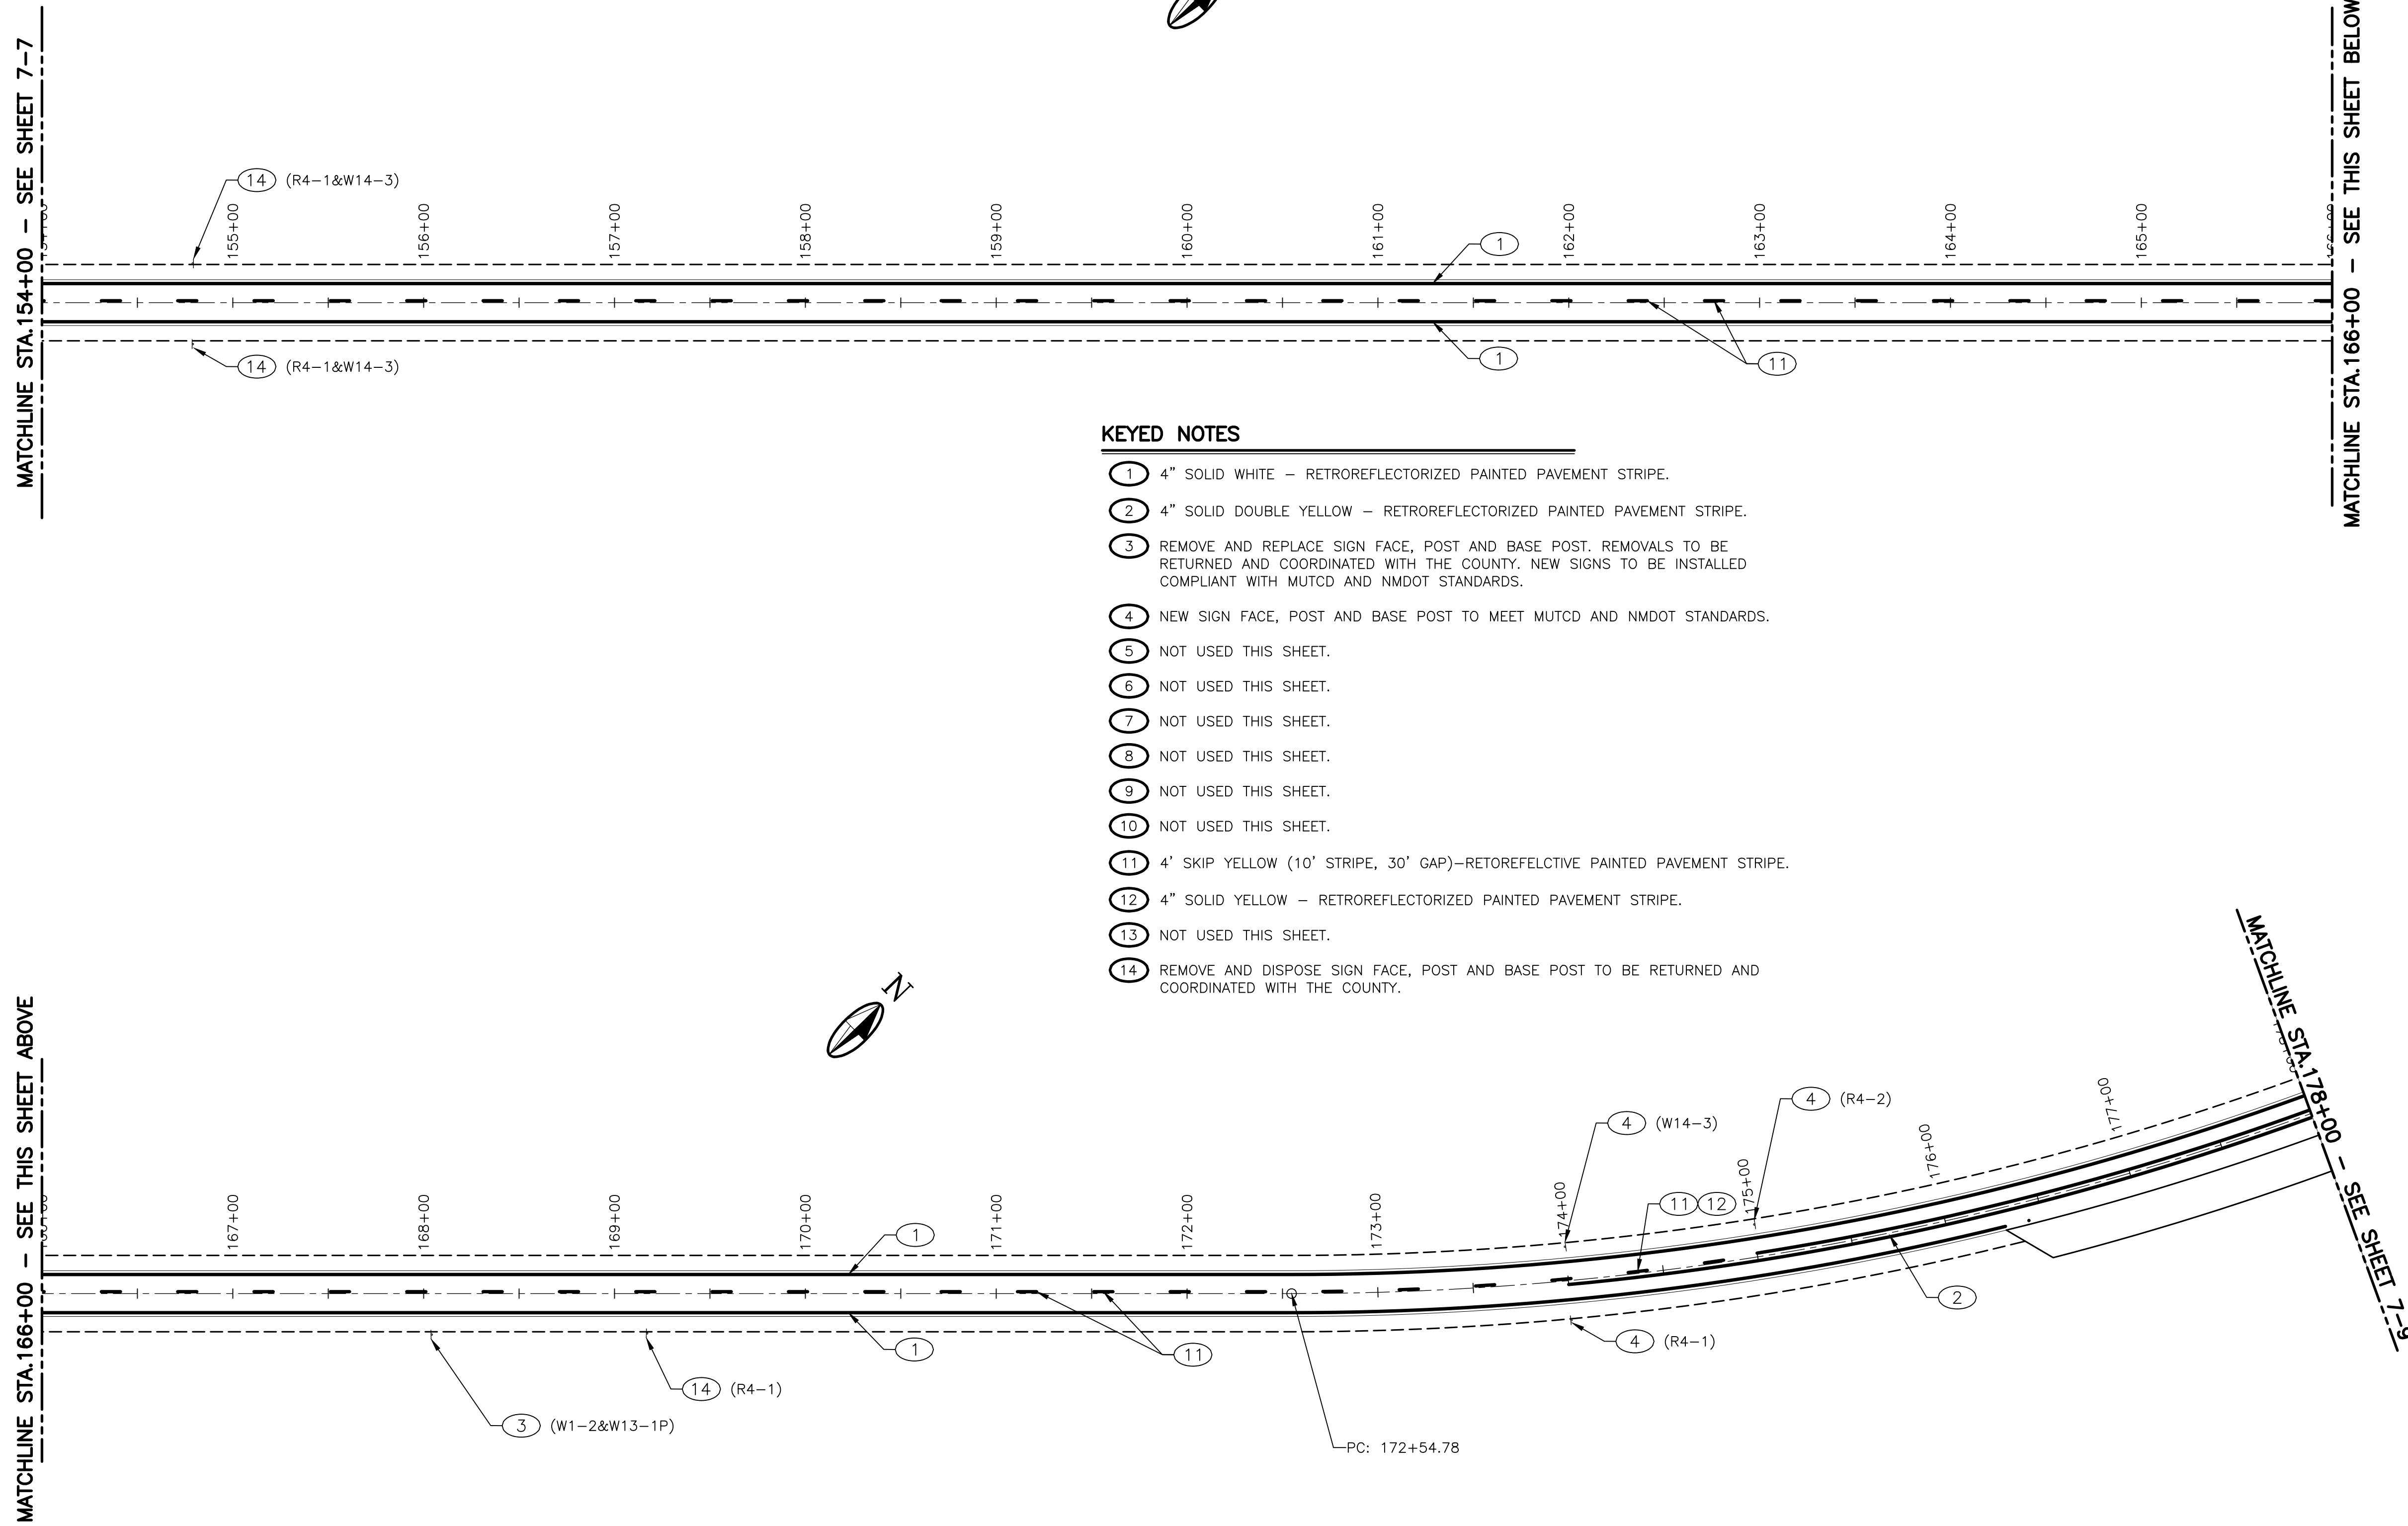 MATCHLINE STA.154+00 – SEE SHEET 7-7
MATCHLINE STA.166+00 – SEE THIS SHEET BELOW
14 (R4-1&W14-3)
155+00
156+00
157+00
158+00
159+00
160+00
161+00
162+00
163+00
164+00
165+00
166+00
1
14 (R4-1&W14-3)
1
11
KEYED NOTES
1 4" SOLID WHITE – RETROREFLECTORIZED PAINTED PAVEMENT STRIPE.
2 4" SOLID DOUBLE YELLOW – RETROREFLECTORIZED PAINTED PAVEMENT STRIPE.
3 REMOVE AND REPLACE SIGN FACE, POST AND BASE POST. REMOVALS TO BE
RETURNED AND COORDINATED WITH THE COUNTY. NEW SIGNS TO BE INSTALLED
COMPLIANT WITH MUTCD AND NMDOT STANDARDS.
4 NEW SIGN FACE, POST AND BASE POST TO MEET MUTCD AND NMDOT STANDARDS.
5 NOT USED THIS SHEET.
6 NOT USED THIS SHEET.
7 NOT USED THIS SHEET.
8 NOT USED THIS SHEET.
9 NOT USED THIS SHEET.
10 NOT USED THIS SHEET.
11 4' SKIP YELLOW (10' STRIPE, 30' GAP)-RETOREFELCTIVE PAINTED PAVEMENT STRIPE.
12 4" SOLID YELLOW – RETROREFLECTORIZED PAINTED PAVEMENT STRIPE.
13 NOT USED THIS SHEET.
14 REMOVE AND DISPOSE SIGN FACE, POST AND BASE POST TO BE RETURNED AND
COORDINATED WITH THE COUNTY.
N
MATCHLINE STA.166+00 – SEE THIS SHEET ABOVE
MATCHLINE STA.178+00 – SEE SHEET 7-9
167+00
168+00
169+00
170+00
171+00
172+00
173+00
174+00
175+00
176+00
177+00
4 (R4-2)
4 (W14-3)
11 12
1
2
4 (R4-1)
1
11
14 (R4-1)
3 (W1-2&W13-1P)
PC: 172+54.78